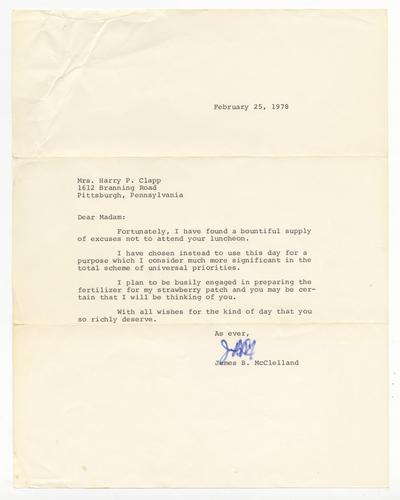 February 25, 1978
Mrs. Harry P. Clapp
1612 Branning Road
Pittsburgh, Pennsylvania
Dear Madam:
Fortunately, I have found a bountiful supply
of excuses not to attend your luncheon.
I have chosen instead to use this day for a
purpose which I consider much more significant in the
total scheme of universal priorities.
I plan to be busily engaged in preparing the
fertilizer for my strawberry patch and you may be cer-
tain that I will be thinking of you.
With all wishes for the kind of day that you
so richly deserve.
As ever,
James B. McClelland